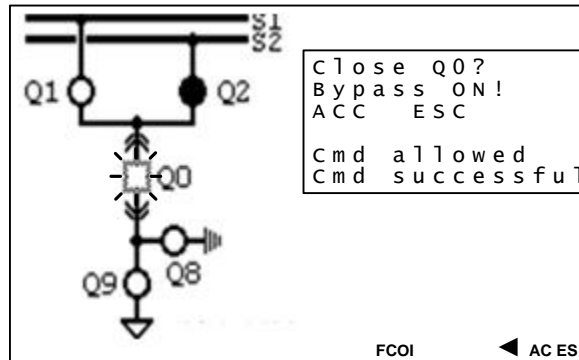 S1
S2
Q1
Q2
Q0
Q8
Q9
Close Q0?
Bypass ON!
ACC ESC
Cmd allowed
Cmd successful
FCOI
◀ AC ES